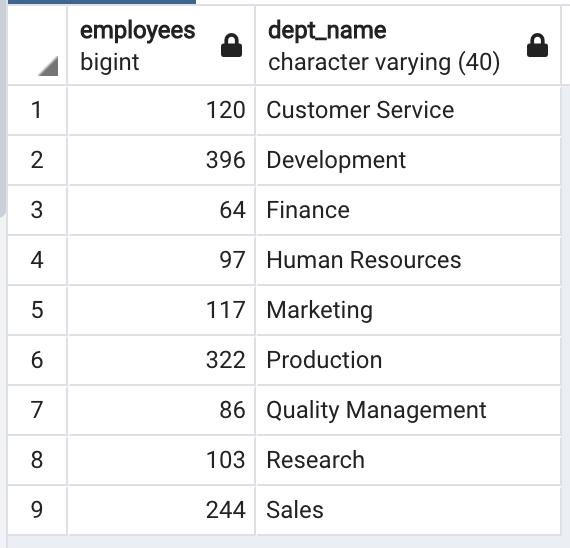 employees dept_name
bigint character varying (40)
1 120 Customer Service
2 396 Development
3 64 Finance
4 97 Human Resources
5 117 Marketing
6 322 Production
7 86 Quality Management
8 103 Research
9 244 Sales